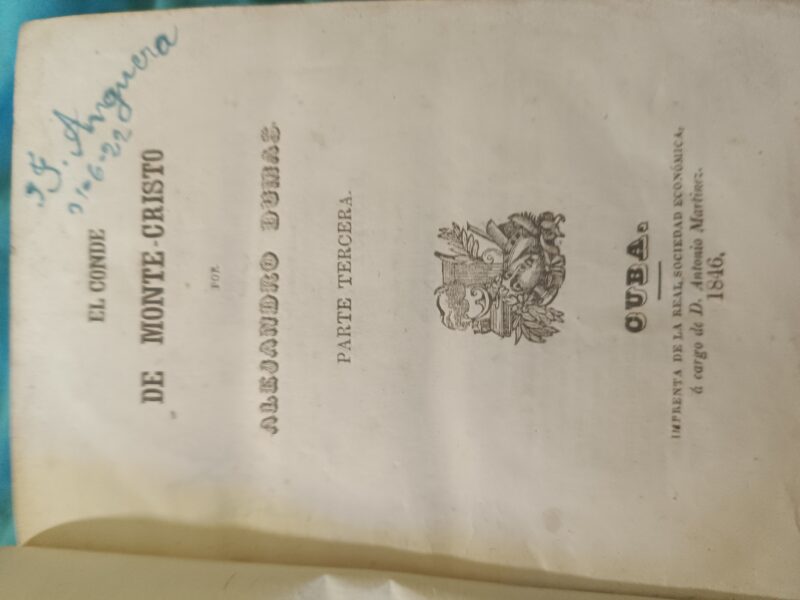 J. F. Anguera
21-6-22
EL CONDE
DE MONTE-CRISTO
POR
ALEJANDRO DUMAS.
PARTE TERCERA.
CUBA.
IMPRENTA DE LA REAL SOCIEDAD ECONÓMICA,
á cargo de D. Antonio Martinez.
1846,